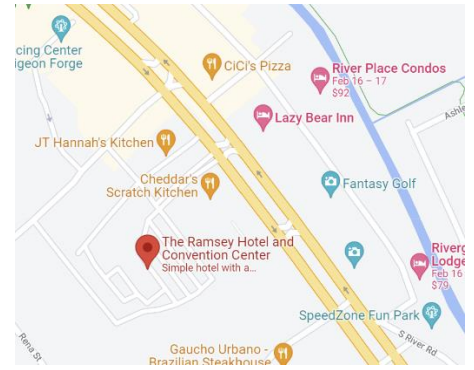 cing Center
igeon Forge
CiCi's Pizza
River Place Condos
Feb 16 – 17
$92
Lazy Bear Inn
Ashle
JT Hannah's Kitchen
Cheddar's
Scratch Kitchen
Fantasy Golf
The Ramsey Hotel and
Convention Center
Simple hotel with a...
Riverg
Lodge
Feb 16
$79
SpeedZone Fun Park
S River Rd
Rena St
Gaucho Urbano -
Brazilian Steakhouse